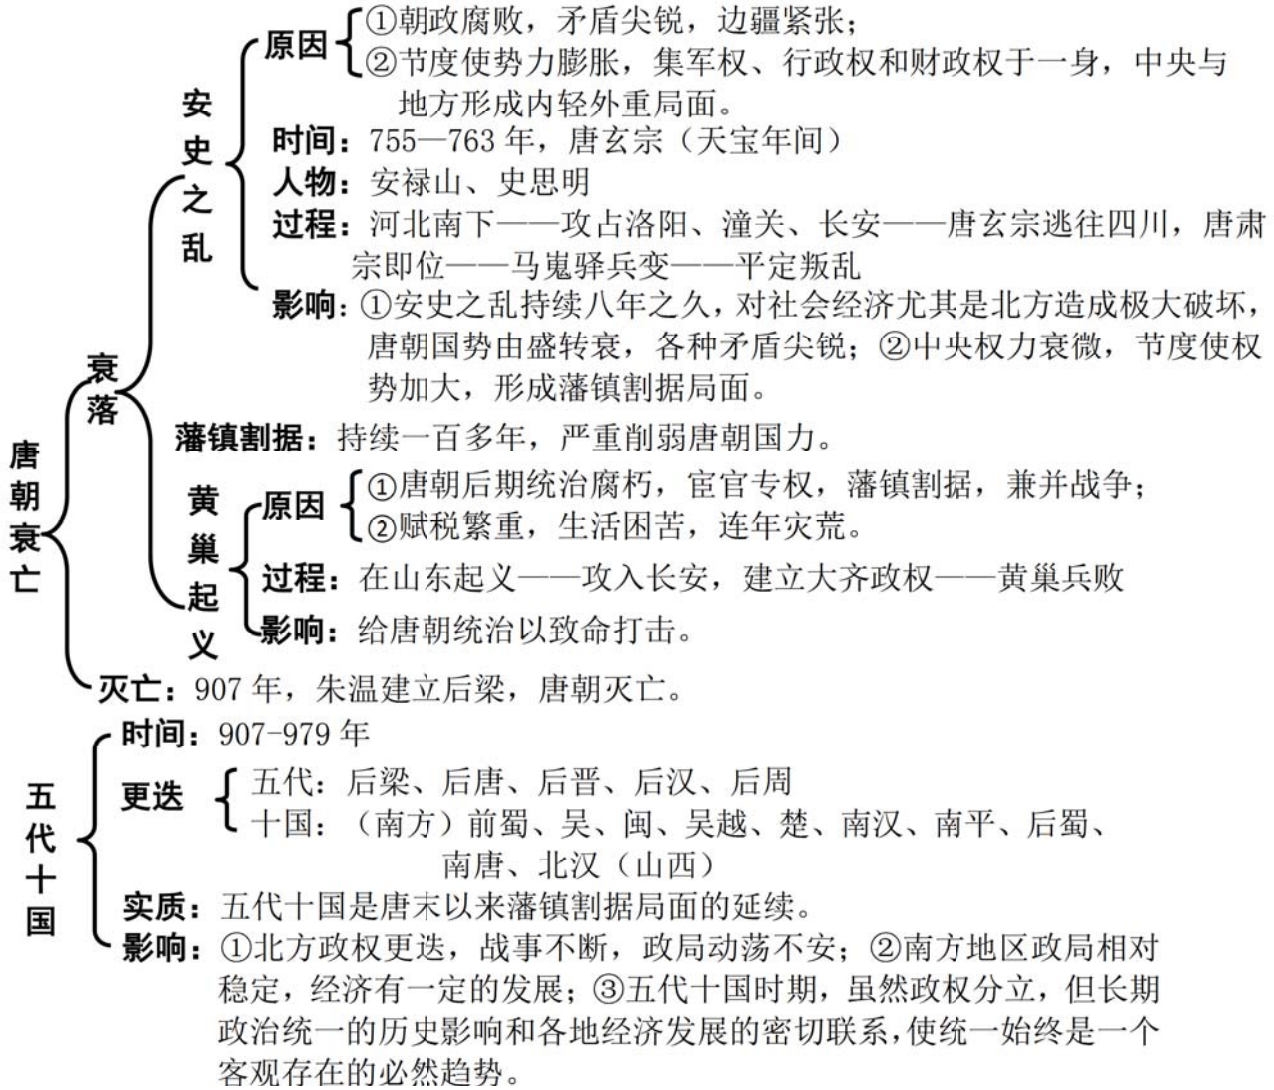 唐朝衰亡
衰落
安史之乱
原因
①朝政腐败，矛盾尖锐，边疆紧张；
②节度使势力膨胀，集军权、行政权和财政权于一身，中央与
地方形成内轻外重局面。
时间：755—763 年，唐玄宗（天宝年间）
人物：安禄山、史思明
过程：河北南下——攻占洛阳、潼关、长安——唐玄宗逃往四川，唐肃
宗即位——马嵬驿兵变——平定叛乱
影响：①安史之乱持续八年之久，对社会经济尤其是北方造成极大破坏，
唐朝国势由盛转衰，各种矛盾尖锐；②中央权力衰微，节度使权
势加大，形成藩镇割据局面。
藩镇割据：持续一百多年，严重削弱唐朝国力。
黄巢起义
原因
①唐朝后期统治腐朽，宦官专权，藩镇割据，兼并战争；
②赋税繁重，生活困苦，连年灾荒。
过程：在山东起义——攻入长安，建立大齐政权——黄巢兵败
影响：给唐朝统治以致命打击。
灭亡：907 年，朱温建立后梁，唐朝灭亡。
五代十国
时间：907-979 年
更迭
五代：后梁、后唐、后晋、后汉、后周
十国：（南方）前蜀、吴、闽、吴越、楚、南汉、南平、后蜀、
南唐、北汉（山西）
实质：五代十国是唐末以来藩镇割据局面的延续。
影响：①北方政权更迭，战事不断，政局动荡不安；②南方地区政局相对
稳定，经济有一定的发展；③五代十国时期，虽然政权分立，但长期
政治统一的历史影响和各地经济发展的密切联系，使统一始终是一个
客观存在的必然趋势。